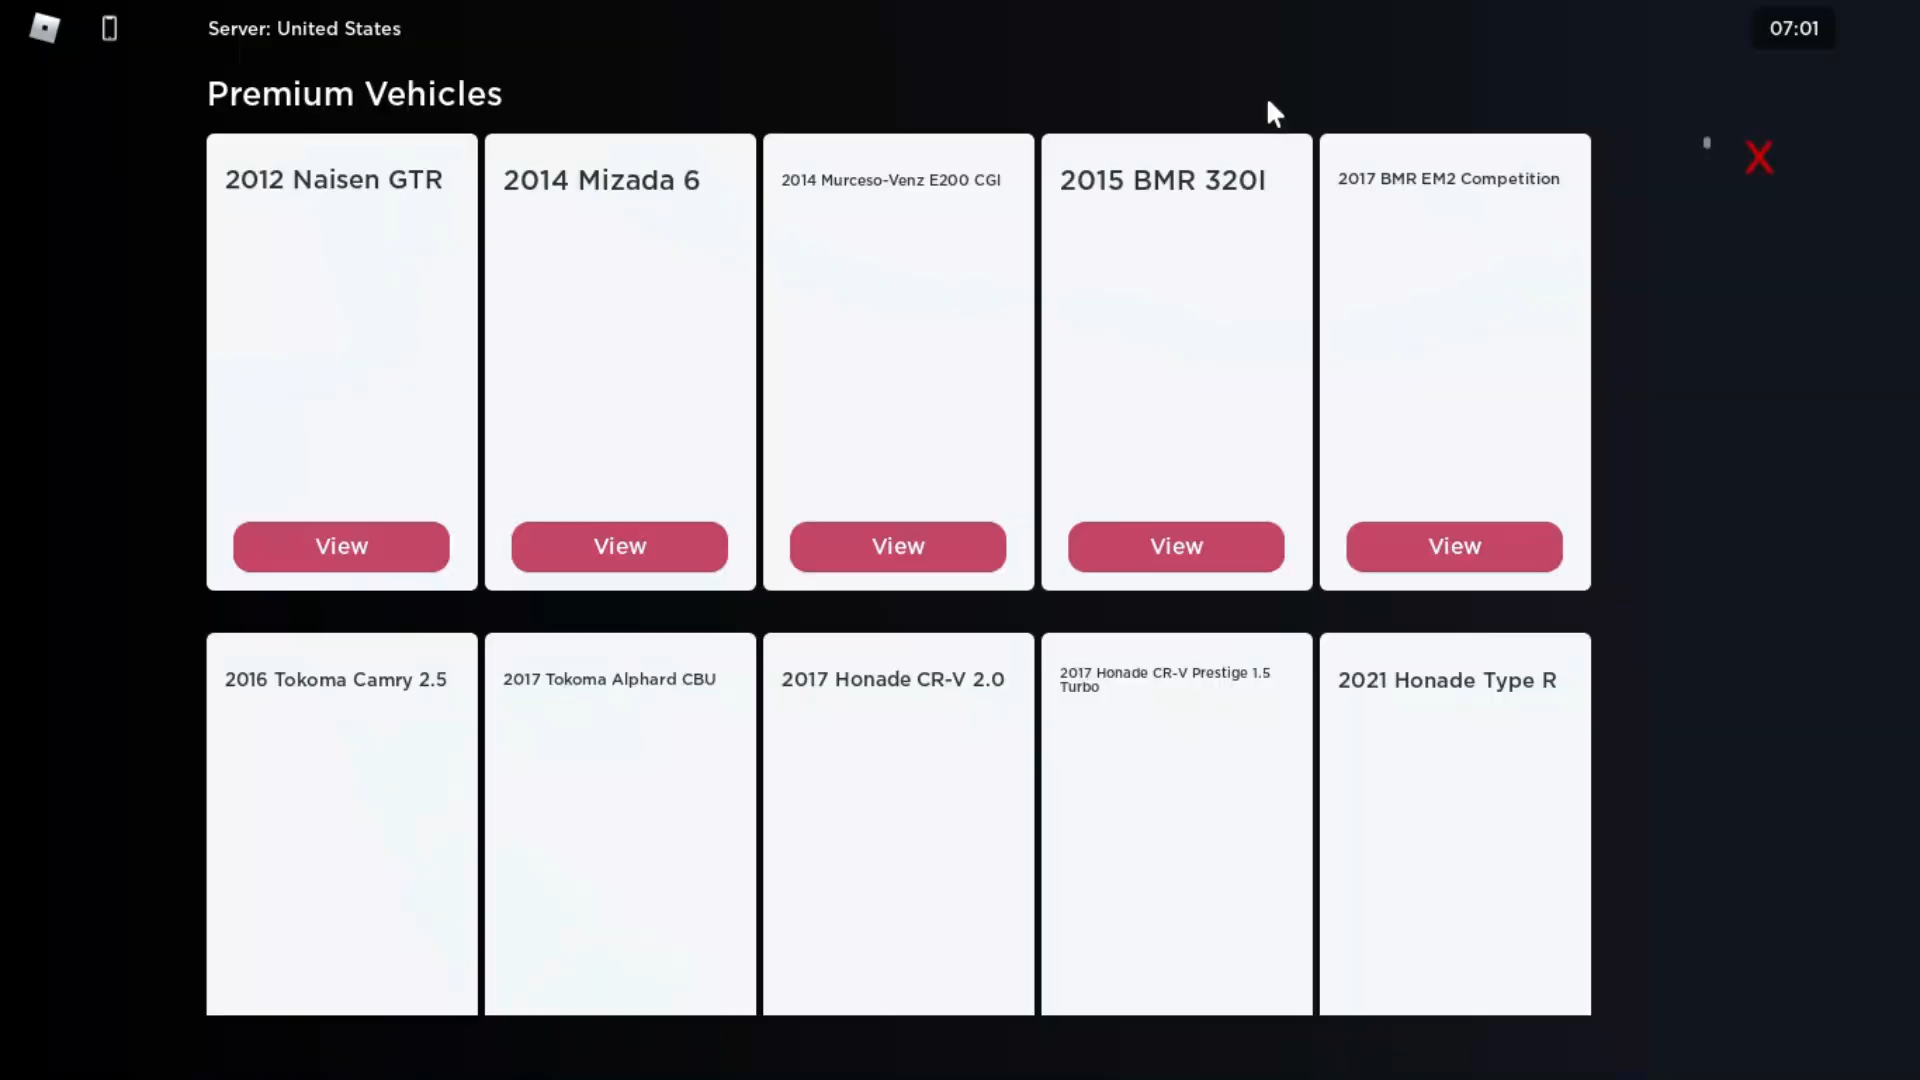 Server: United States
07:01
Premium Vehicles
X
2012 Naisen GTR
2014 Mizada 6
2014 Murceso-Venz E200 CGI
2015 BMR 320I
2017 BMR EM2 Competition
View
View
View
View
View
2016 Tokoma Camry 2.5
2017 Tokoma Alphard CBU
2017 Honade CR-V 2.0
2017 Honade CR-V Prestige 1.5
Turbo
2021 Honade Type R